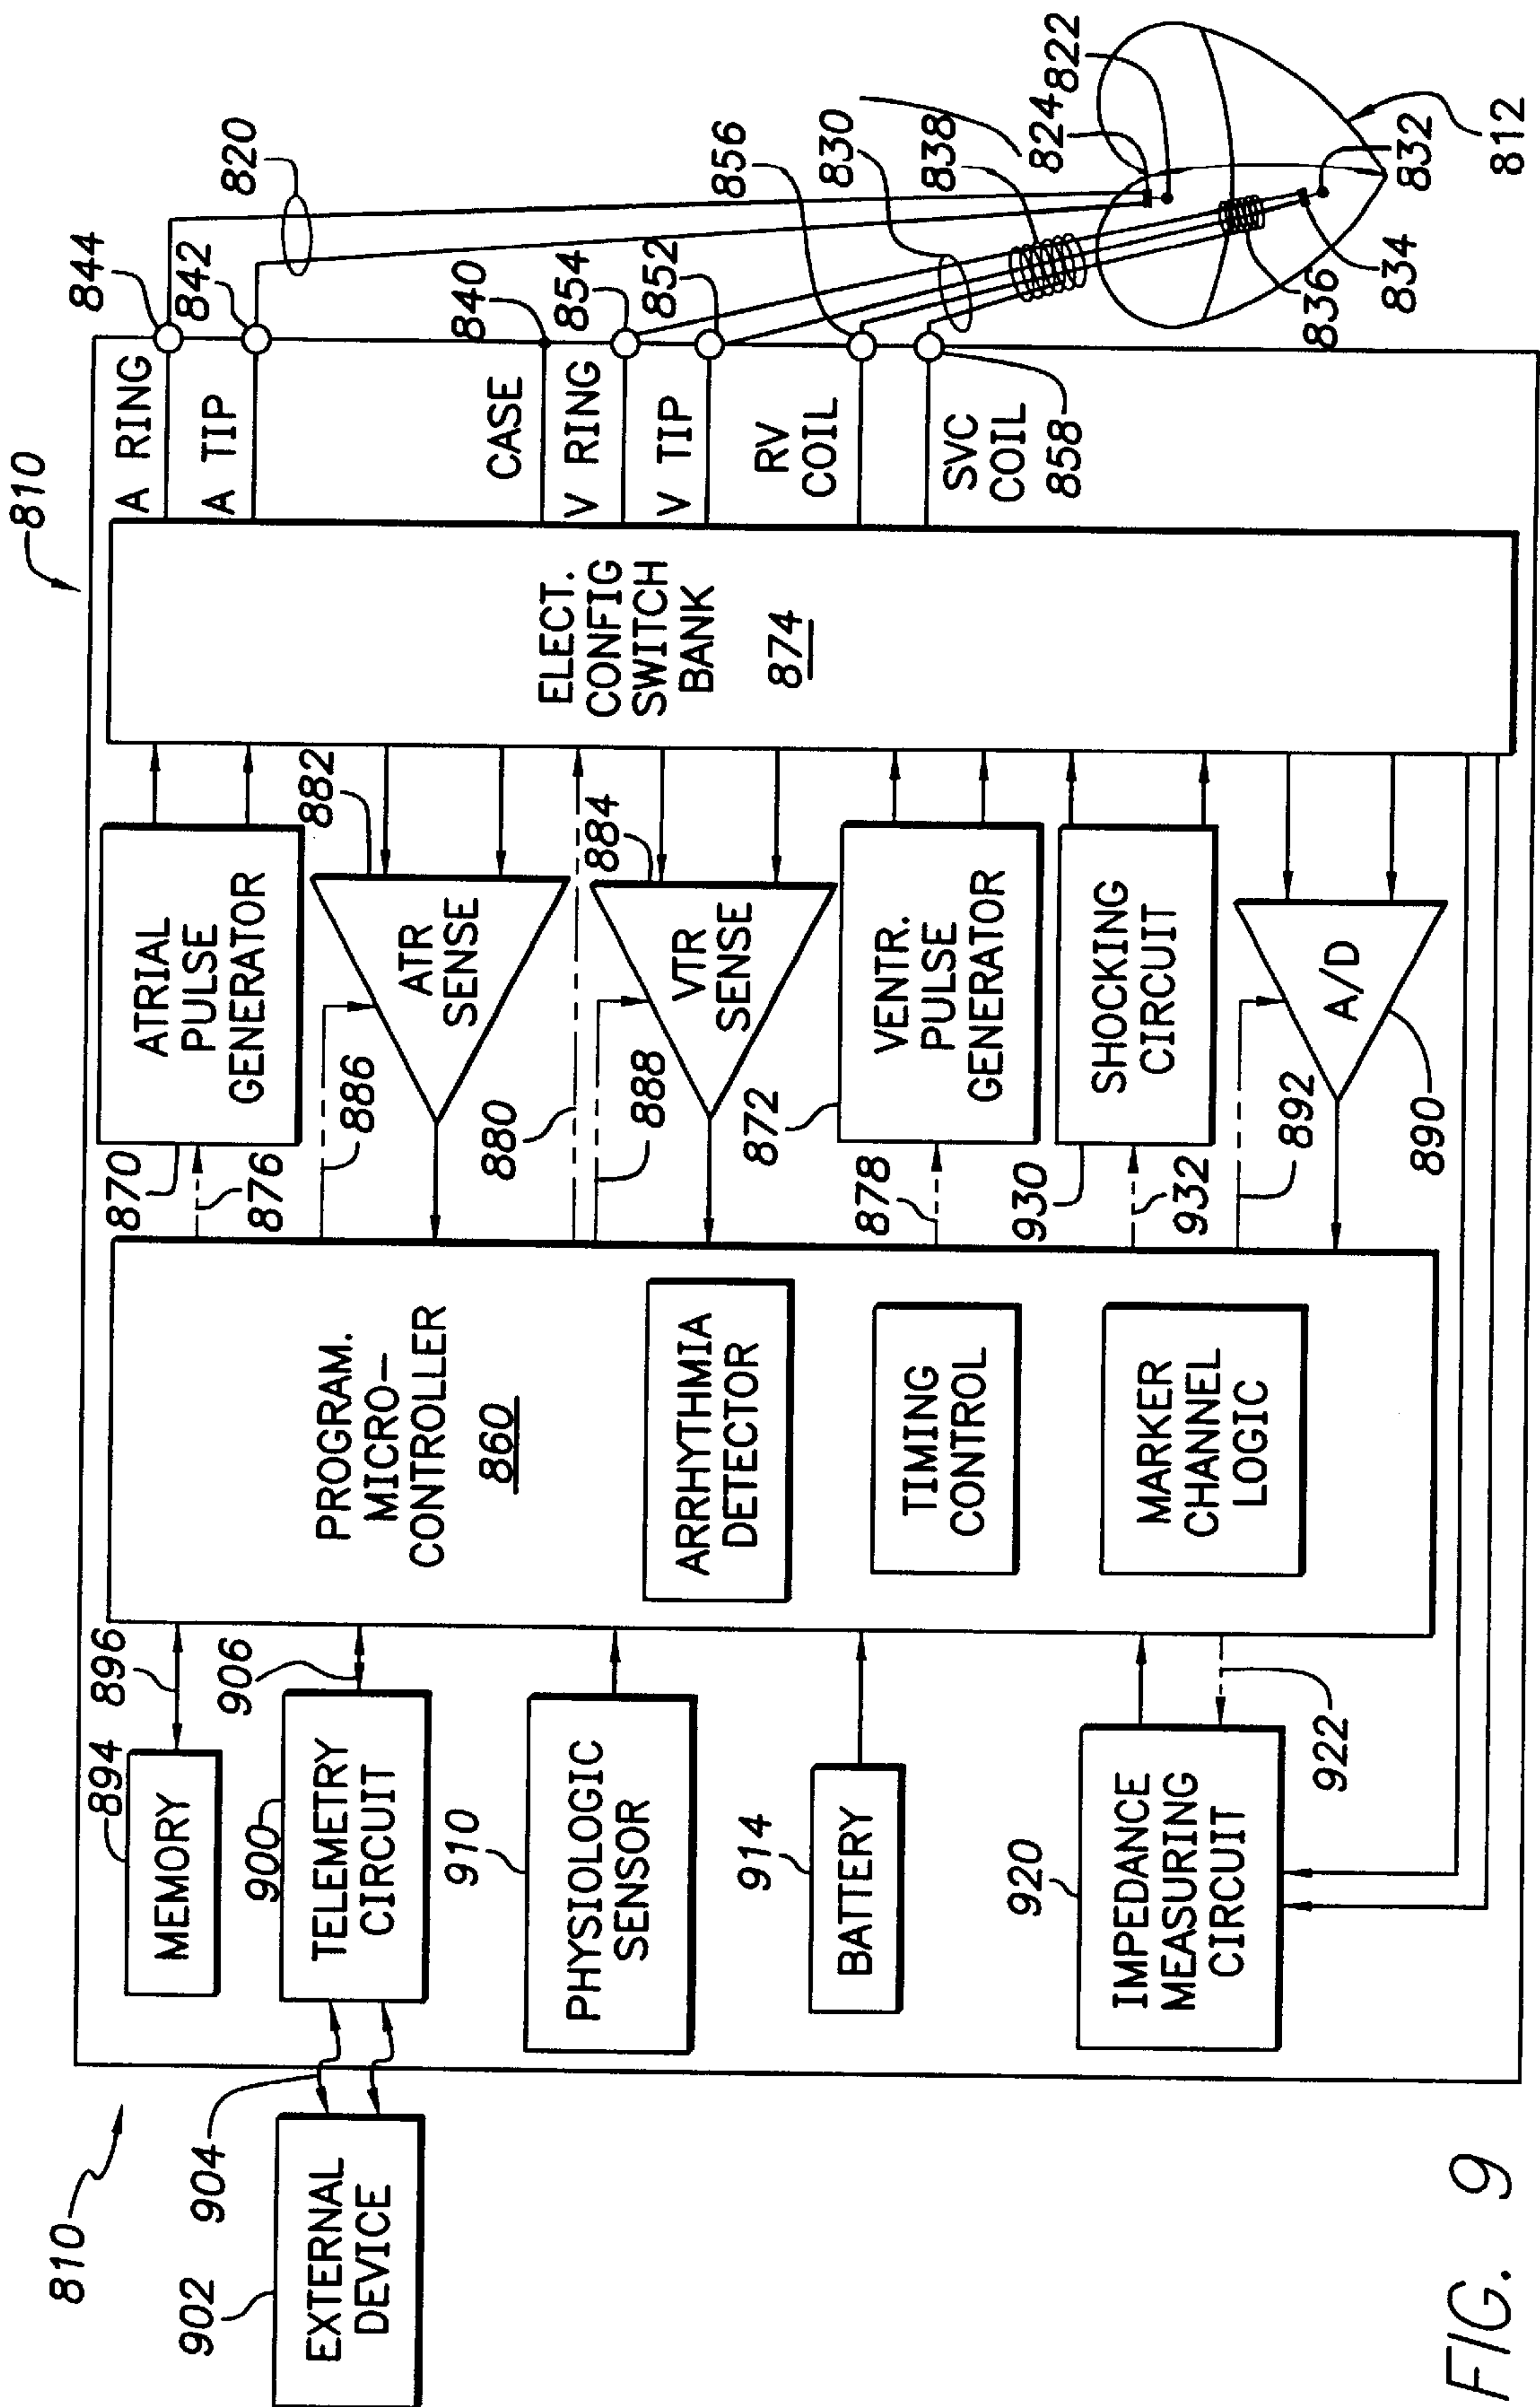 810
902
EXTERNAL
DEVICE
904
894
MEMORY
896
900
TELEMETRY
CIRCUIT
906
910
PHYSIOLOGIC
SENSOR
914
BATTERY
920
IMPEDANCE
MEASURING
CIRCUIT
922
PROGRAM.
MICRO-
CONTROLLER
860
ARRHYTHMIA
DETECTOR
TIMING
CONTROL
MARKER
CHANNEL
LOGIC
870
876
ATRIAL
PULSE
GENERATOR
886
ATR
SENSE
882
880
888
VTR
SENSE
884
872
878
VENTR.
PULSE
GENERATOR
930
932
SHOCKING
CIRCUIT
892
A/D
890
810
ELECT.
CONFIG
SWITCH
BANK
874
A RING
844
A TIP
842
CASE
840
V RING
854
V TIP
852
RV
COIL
856
SVC
COIL
858
820
830
838
824
822
836
834
832
812
FIG. 9